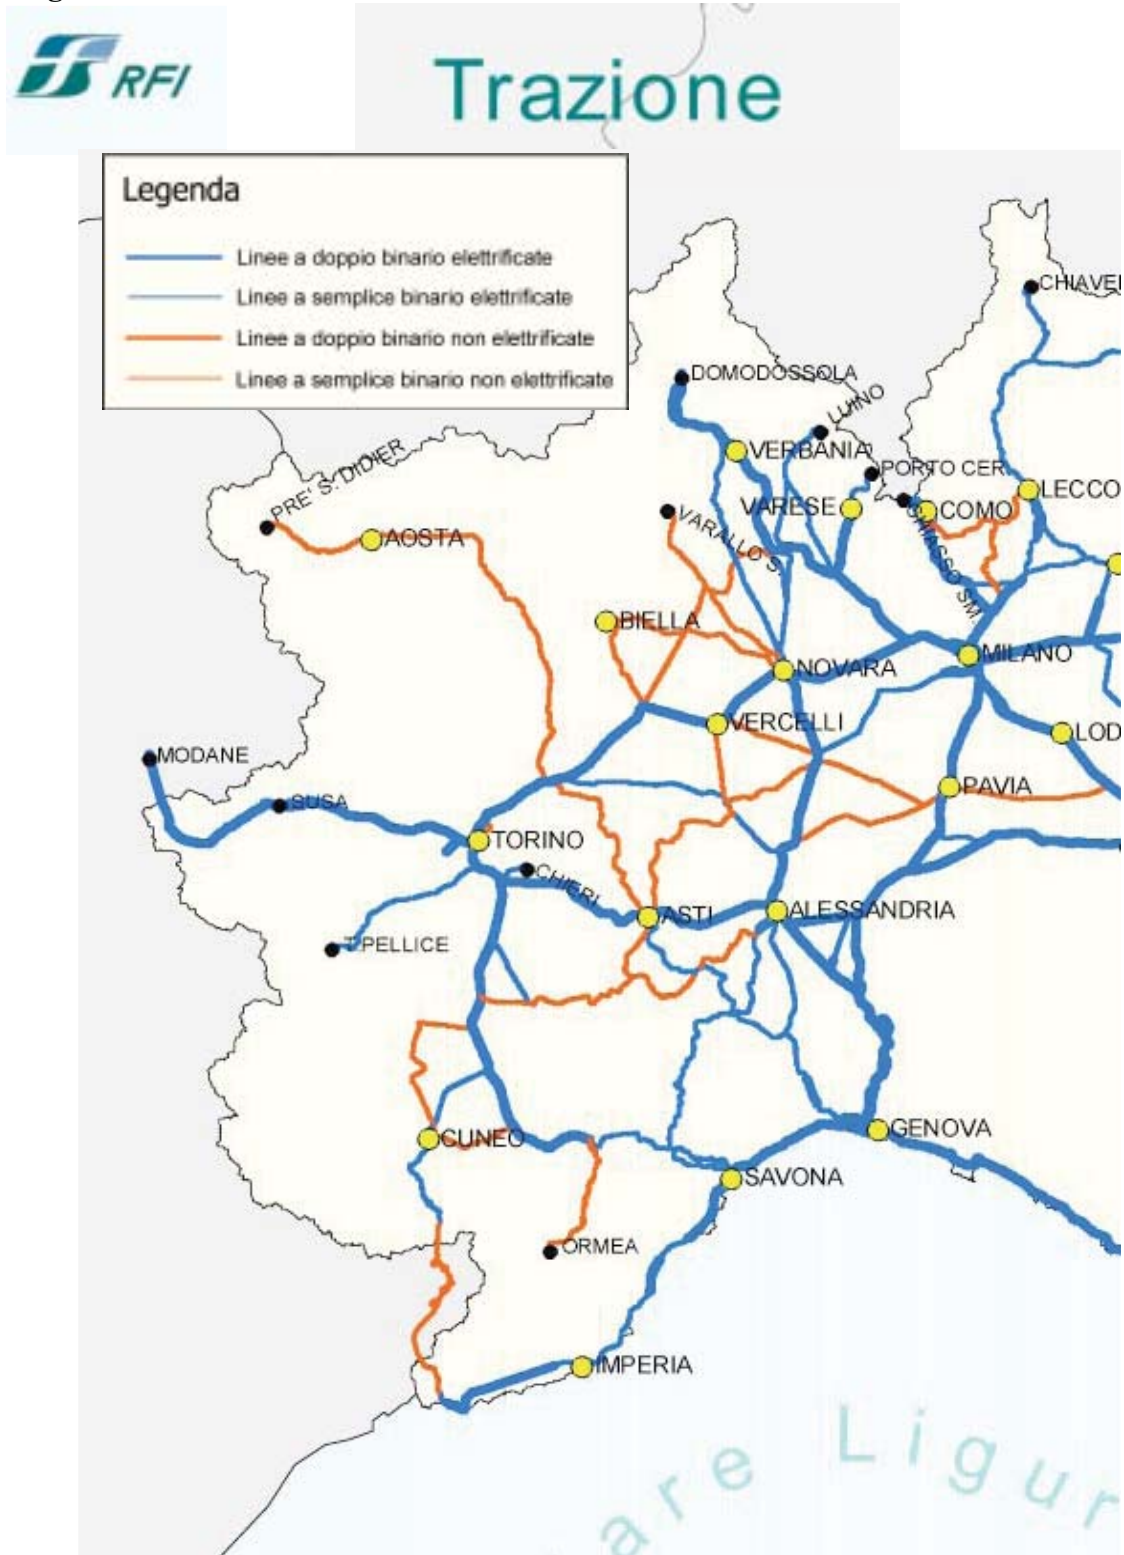 RFI
Trazione
Legenda
Linee a doppio binario elettrificate
Linee a semplice binario elettrificate
Linee a doppio binario non elettrificate
Linee a semplice binario non elettrificate
DOMODOSSOLA
LUINO
VERBANIA
PORTO CER.
CHIAVE
LECCO
PRE' S. DIDIER
VARESE
COMO
AOSTA
VARALLO S.
CHIASSO SM.
BIELLA
MILANO
NOVARA
VERCELLI
LOD
MODANE
SUSA
PAVIA
TORINO
CHIERI
ASTI
ALESSANDRIA
T.PELLICE
CUNEO
GENOVA
SAVONA
ORMEA
IMPERIA
are Ligur